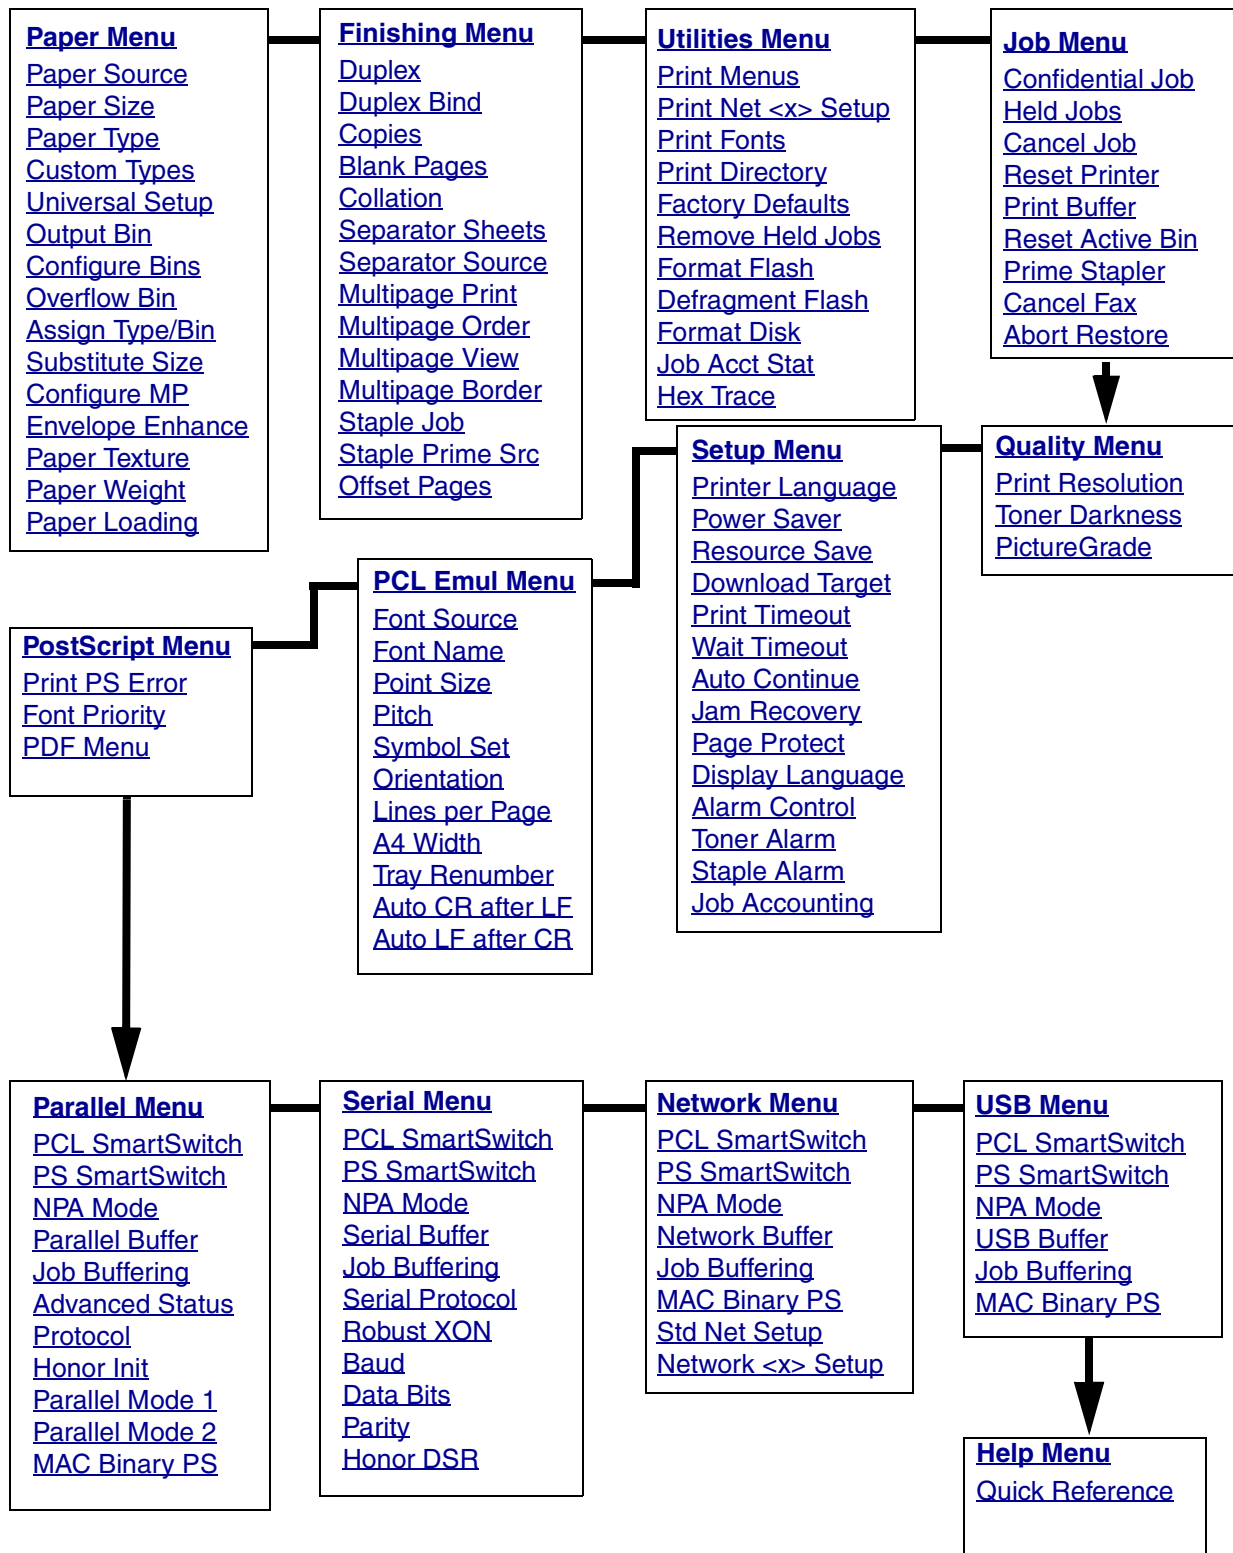 Paper Menu
Paper Source
Paper Size
Paper Type
Custom Types
Universal Setup
Output Bin
Configure Bins
Overflow Bin
Assign Type/Bin
Substitute Size
Configure MP
Envelope Enhance
Paper Texture
Paper Weight
Paper Loading
Finishing Menu
Duplex
Duplex Bind
Copies
Blank Pages
Collation
Separator Sheets
Separator Source
Multipage Print
Multipage Order
Multipage View
Multipage Border
Staple Job
Staple Prime Src
Offset Pages
Utilities Menu
Print Menus
Print Net <x> Setup
Print Fonts
Print Directory
Factory Defaults
Remove Held Jobs
Format Flash
Defragment Flash
Format Disk
Job Acct Stat
Hex Trace
Job Menu
Confidential Job
Held Jobs
Cancel Job
Reset Printer
Print Buffer
Reset Active Bin
Prime Stapler
Cancel Fax
Abort Restore
Quality Menu
Print Resolution
Toner Darkness
PictureGrade
Setup Menu
Printer Language
Power Saver
Resource Save
Download Target
Print Timeout
Wait Timeout
Auto Continue
Jam Recovery
Page Protect
Display Language
Alarm Control
Toner Alarm
Staple Alarm
Job Accounting
PCL Emul Menu
Font Source
Font Name
Point Size
Pitch
Symbol Set
Orientation
Lines per Page
A4 Width
Tray Renumber
Auto CR after LF
Auto LF after CR
PostScript Menu
Print PS Error
Font Priority
PDF Menu
Parallel Menu
PCL SmartSwitch
PS SmartSwitch
NPA Mode
Parallel Buffer
Job Buffering
Advanced Status
Protocol
Honor Init
Parallel Mode 1
Parallel Mode 2
MAC Binary PS
Serial Menu
PCL SmartSwitch
PS SmartSwitch
NPA Mode
Serial Buffer
Job Buffering
Serial Protocol
Robust XON
Baud
Data Bits
Parity
Honor DSR
Network Menu
PCL SmartSwitch
PS SmartSwitch
NPA Mode
Network Buffer
Job Buffering
MAC Binary PS
Std Net Setup
Network <x> Setup
USB Menu
PCL SmartSwitch
PS SmartSwitch
NPA Mode
USB Buffer
Job Buffering
MAC Binary PS
Help Menu
Quick Reference